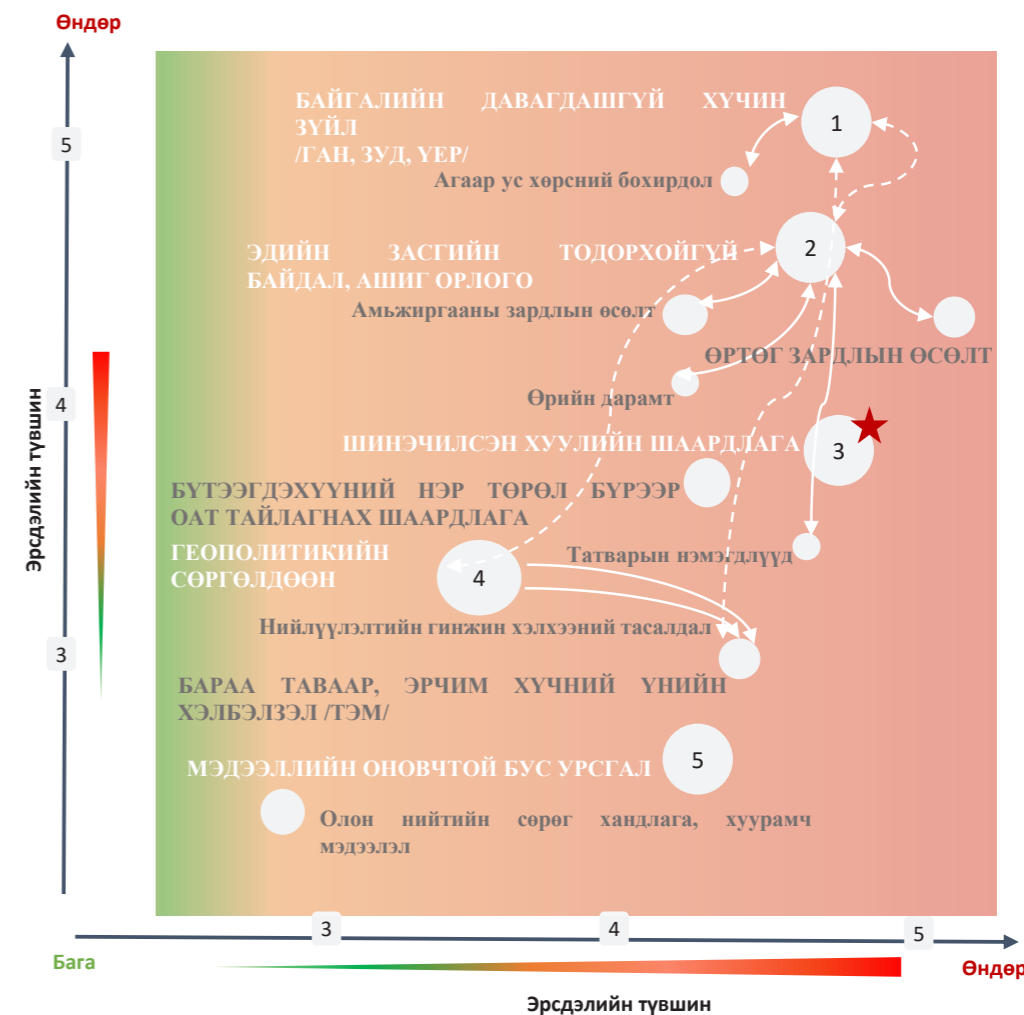 Өндөр
БАЙГАЛИЙН ДАВАГДАШГҮЙ ХҮЧИН
ЗҮЙЛ
/ГАН, ЗУД, ҮЕР/
1
5
Агаар ус хөрсний бохирдол
ЭДИЙН ЗАСГИЙН ТОДОРХОЙГҮЙ
БАЙДАЛ, АШИГ ОРЛОГО
2
Амьжиргааны зардлын өсөлт
ӨРТӨГ ЗАРДЛЫН ӨСӨЛТ
Өрийн дарамт
4
ШИНЭЧИЛСЭН ХУУЛИЙН ШААРДЛАГА
3
БҮТЭЭГДЭХҮҮНИЙ НЭР ТӨРӨЛ БҮРЭЭР
ОАТ ТАЙЛАГНАХ ШААРДЛАГА
Эрсдэлийн түвшин
ГЕОПОЛИТИКИЙН
СӨРГӨЛДӨӨН
4
Татварын нэмэгдлүүд
Нийлүүлэлтийн гинжин хэлхээний тасалдал
3
БАРАА ТАВААР, ЭРЧИМ ХҮЧНИЙ ҮНИЙН
ХЭЛБЭЛЗЭЛ /ТЭМ/
МЭДЭЭЛЛИЙН ОНОВЧТОЙ БУС УРСГАЛ
5
Олон нийтийн сөрөг хандлага, хуурамч
мэдээлэл
3
4
5
Бага
Өндөр
Эрсдэлийн түвшин